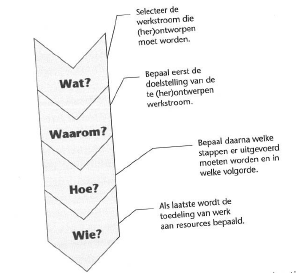 Selecteer de
werkstroom die
(her)ontworpen
moet worden.
Wat?
Bepaal eerst de
doelstelling van de
te (her)ontwerpen
werkstroom.
Waarom?
Bepaal daarna welke
stappen er uitgevoerd
moeten worden en in
welke volgorde.
Hoe?
Als laatste wordt de
toedeling van werk
aan resources bepaald.
Wie?